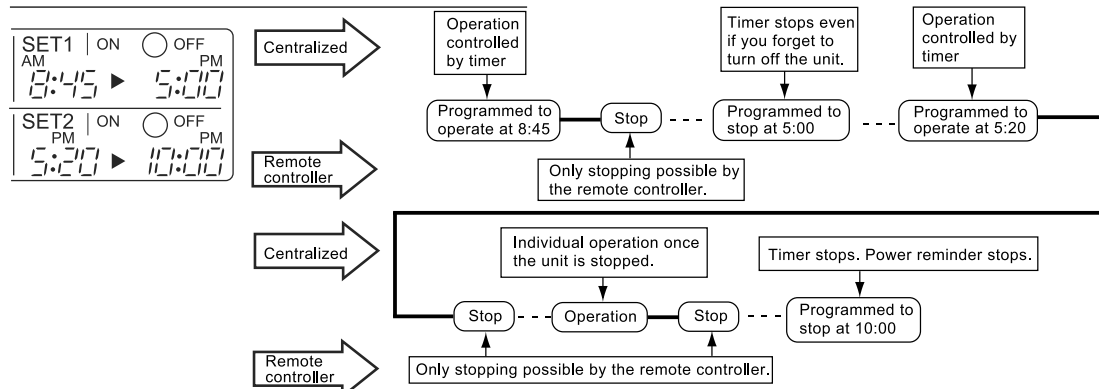 SET1 ON OFF
AM PM
8:45 5:00
SET2 ON OFF
PM PM
5:20 10:00
Centralized
Operation
controlled
by timer
Timer stops even
if you forget to
turn off the unit.
Operation
controlled by
timer
Programmed to
operate at 8:45
Stop
Programmed to
stop at 5:00
Programmed to
operate at 5:20
Remote
controller
Only stopping possible by
the remote controller.
Centralized
Individual operation once
the unit is stopped.
Timer stops. Power reminder stops.
Stop
Operation
Stop
Programmed to
stop at 10:00
Remote
controller
Only stopping possible by the remote controller.